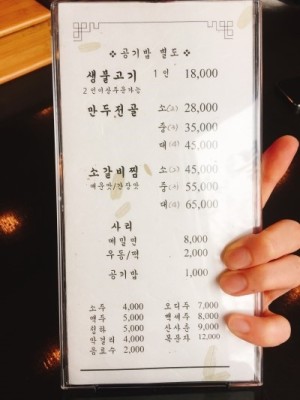 ❖ 공기밥 별도 ❖
생불고기 1인 18,000
2인이상주문가능
만두전골 소(小) 28,000
중(中) 35,000
대(大) 45,000
소갈비찜 소(小) 45,000
매운맛/간장맛 중(中) 55,000
대(大) 65,000
사리
메밀면 8,000
우동/떡 2,000
공기밥 1,000
소주 4,000
맥주 5,000
청하 5,000
막걸리 4,000
음료수 2,000
오디주 7,000
백세주 8,000
산사춘 9,000
복분자 12,000